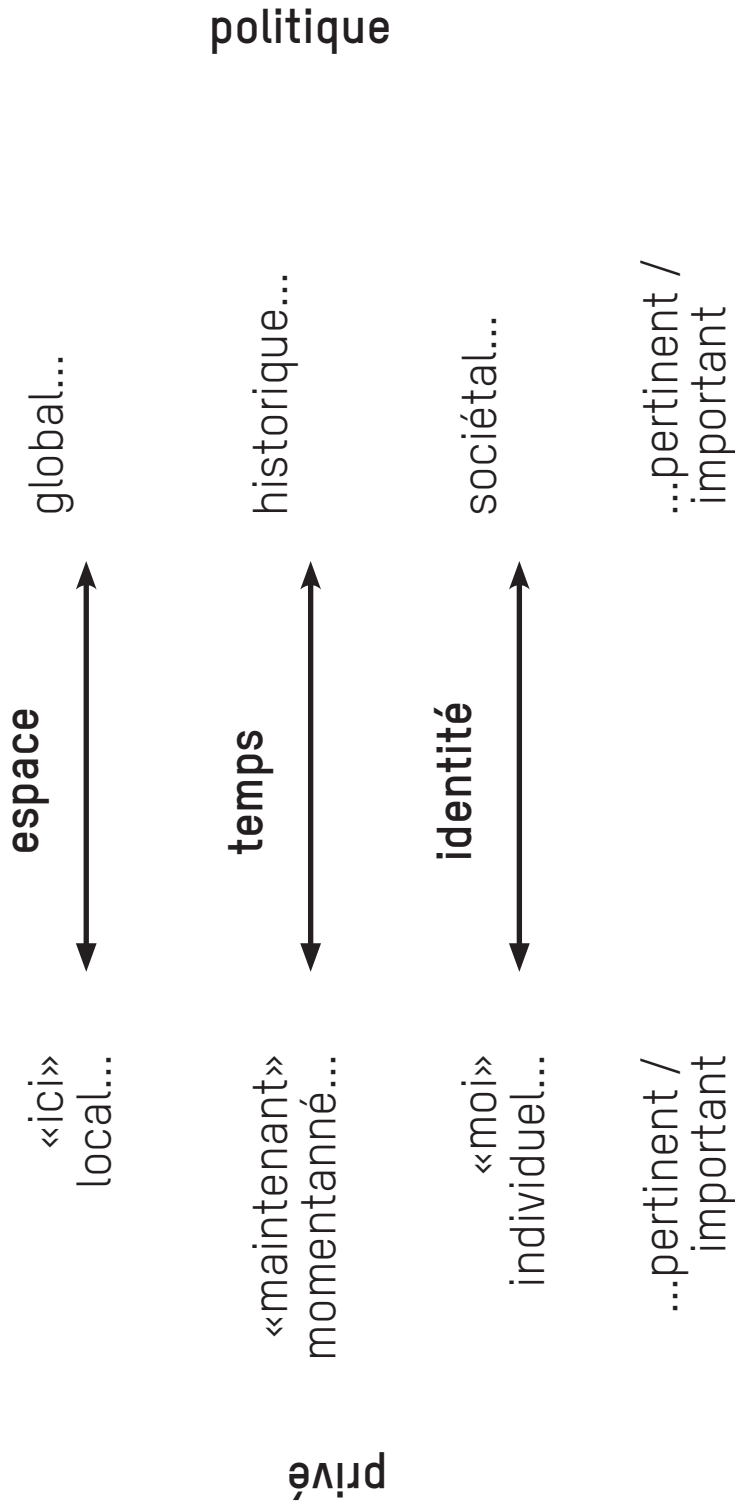 politique
espace
«ici»
local...
global...
temps
«maintenant»
momentanné...
historique...
identité
«moi»
individuel...
sociétal...
...pertinent /
important
...pertinent /
important
privé